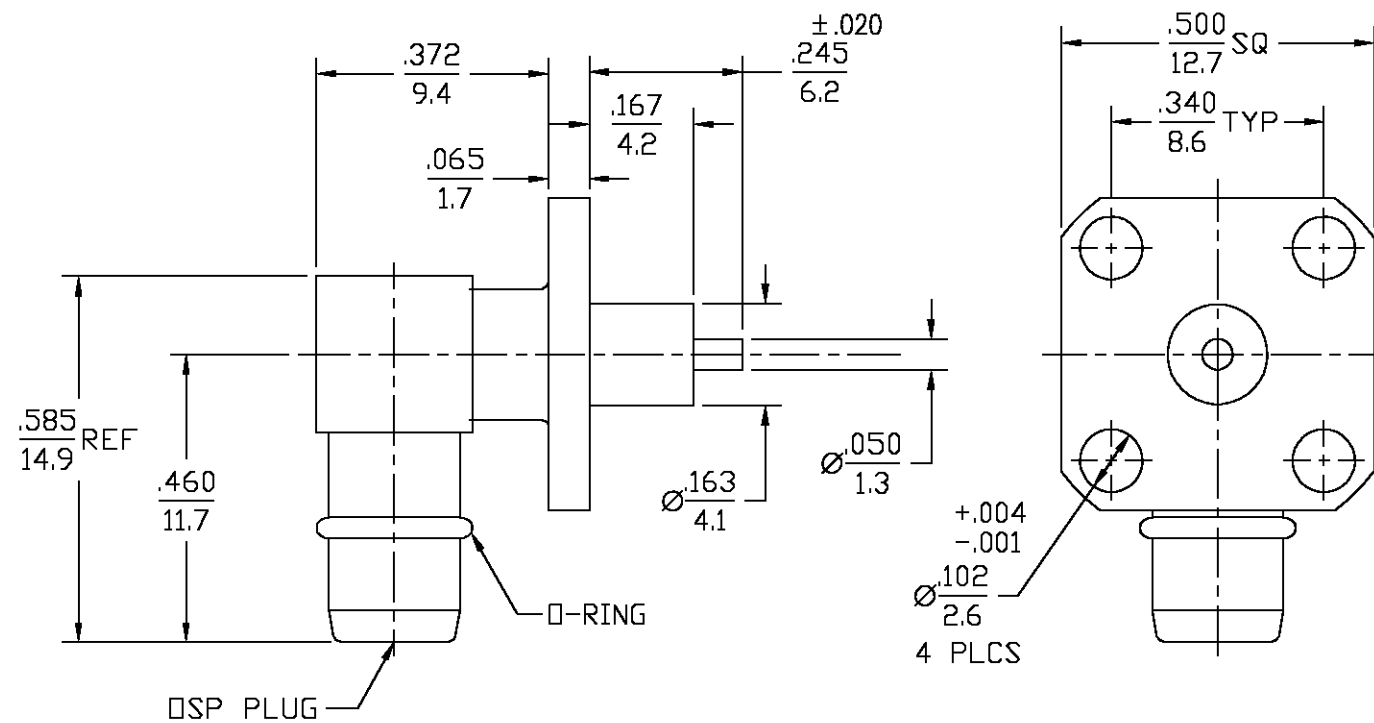 ±.020
.372
9.4
.245
6.2
.500 SQ
12.7
.167
4.2
.340 TYP
8.6
.065
1.7
.585 REF
14.9
.460
11.7
Ø.163
4.1
Ø.050
1.3
+.004
-.001
Ø.102
2.6
4 PLCS
O-RING
OSP PLUG